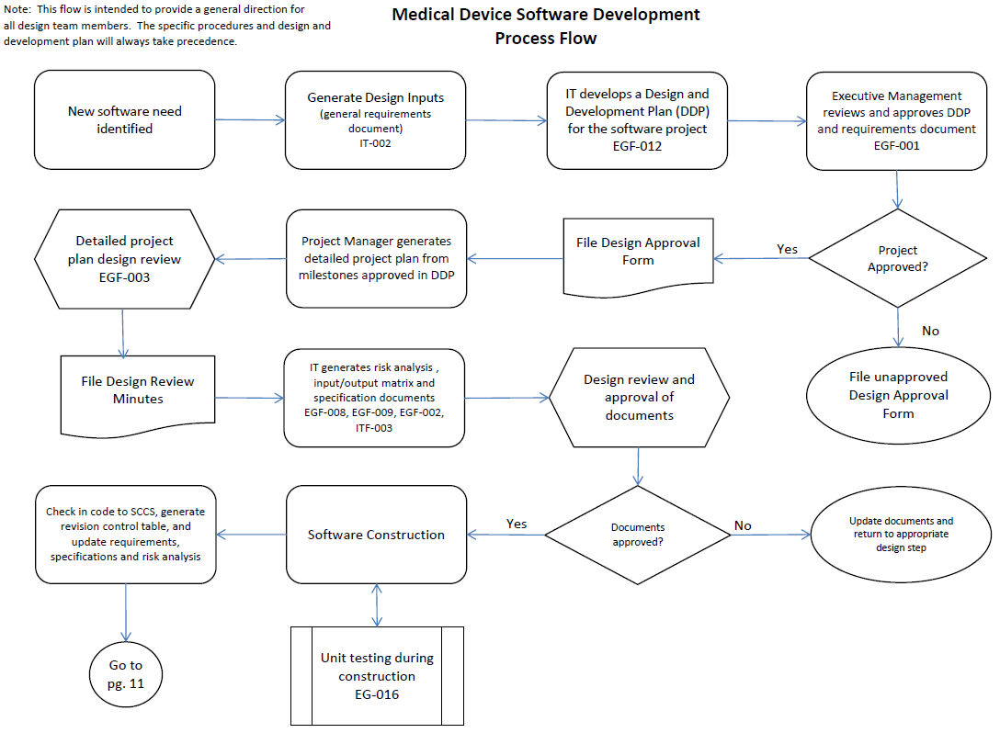 Note:  This flow is intended to provide a general direction for
all design team members.  The specific procedures and design and
development plan will always take precedence.
Medical Device Software Development
Process Flow
New software need
identified
Generate Design Inputs
(general requirements
document)
IT-002
IT develops a Design and
Development Plan (DDP)
for the software project
EGF-012
Executive Management
reviews and approves DDP
and requirements document
EGF-001
Project
Approved?
Yes
No
File Design Approval
Form
Project Manager generates
detailed project plan from
milestones approved in DDP
Detailed project
plan design review
EGF-003
File unapproved
Design Approval
Form
File Design Review
Minutes
IT generates risk analysis ,
input/output matrix and
specification documents
EGF-008, EGF-009, EGF-002,
ITF-003
Design review and
approval of
documents
Documents
approved?
Yes
No
Update documents and
return to appropriate
design step
Software Construction
Check in code to SCCS, generate
revision control table, and
update requirements,
specifications and risk analysis
Unit testing during
construction
EG-016
Go to
pg. 11